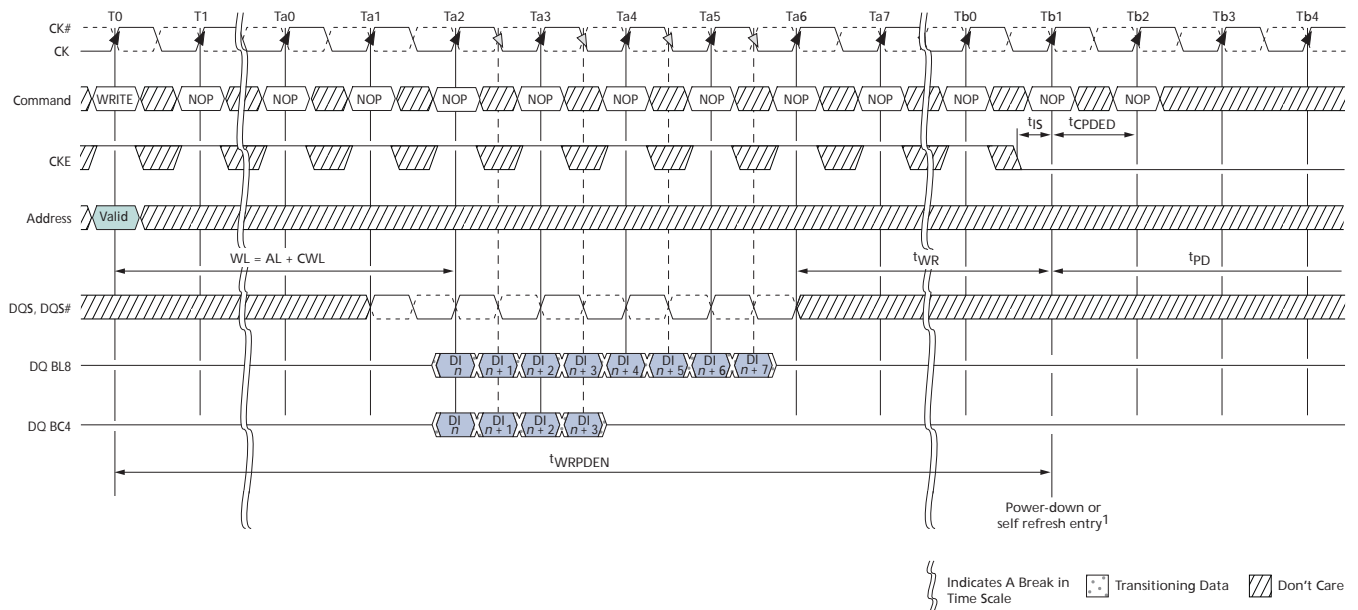 T0 T1 Ta0 Ta1 Ta2 Ta3 Ta4 Ta5 Ta6 Ta7 Tb0 Tb1 Tb2 Tb3 Tb4
CK#
CK
Command WRITE NOP NOP NOP NOP NOP NOP NOP NOP NOP NOP NOP NOP
tIS tCPDED
CKE
Address Valid
WL = AL + CWL tWR tPD
DQS, DQS#
DQ BL8 DI n DI n + 1 DI n + 2 DI n + 3 DI n + 4 DI n + 5 DI n + 6 DI n + 7
DQ BC4 DI n DI n + 1 DI n + 2 DI n + 3
tWRPDEN
Power-down or
self refresh entry1
Indicates A Break in
Time Scale
Transitioning Data
Don't Care